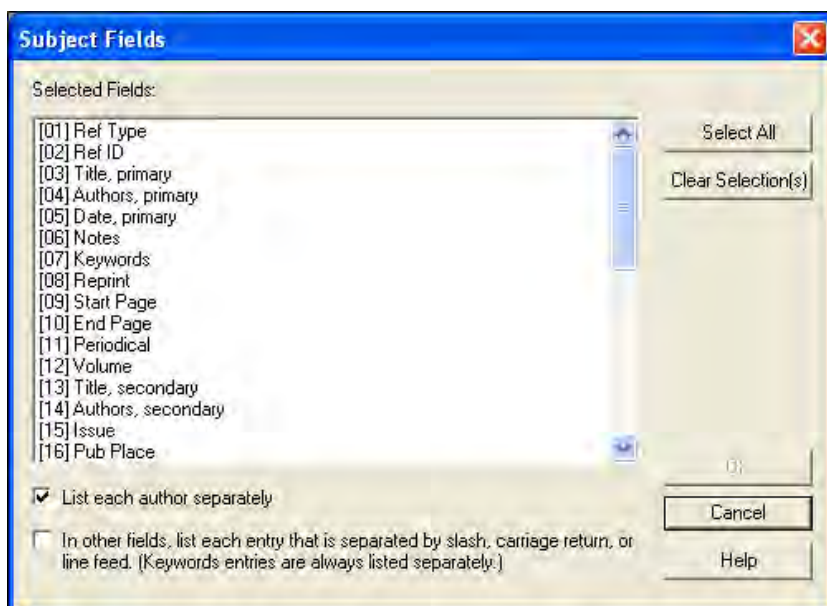 Subject Fields
Selected Fields:
[01] Ref Type
[02] Ref ID
[03] Title, primary
[04] Authors, primary
[05] Date, primary
[06] Notes
[07] Keywords
[08] Reprint
[09] Start Page
[10] End Page
[11] Periodical
[12] Volume
[13] Title, secondary
[14] Authors, secondary
[15] Issue
[16] Pub Place
Select All
Clear Selection(s)
List each author separately
In other fields, list each entry that is separated by slash, carriage return, or
line feed. (Keywords entries are always listed separately.)
Cancel
Help